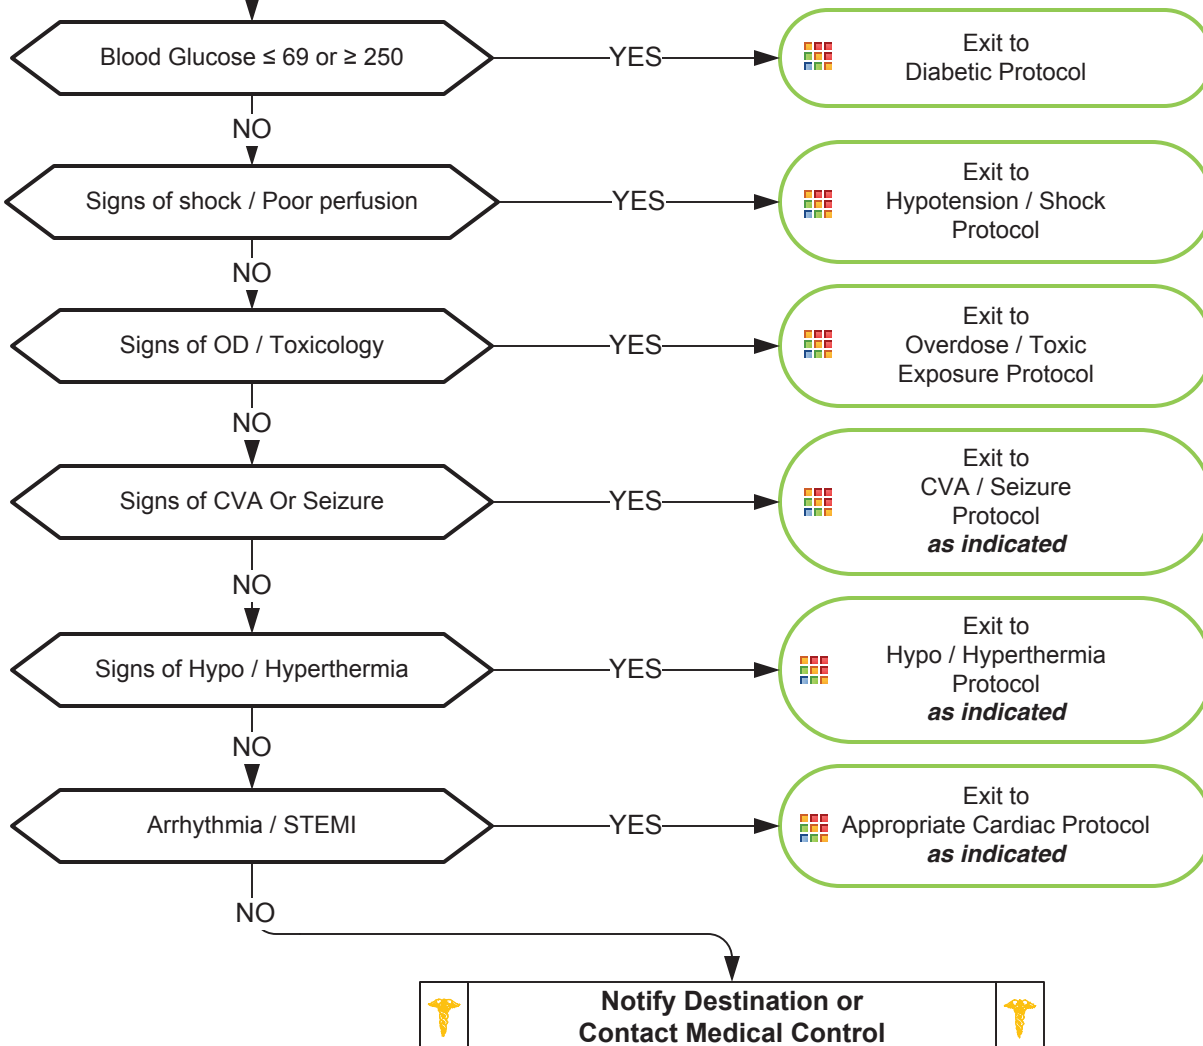 Blood Glucose ≤ 69 or ≥ 250
YES
Exit to
Diabetic Protocol
NO
Signs of shock / Poor perfusion
YES
Exit to
Hypotension / Shock
Protocol
NO
Signs of OD / Toxicology
YES
Exit to
Overdose / Toxic
Exposure Protocol
NO
Signs of CVA Or Seizure
YES
Exit to
CVA / Seizure
Protocol
as indicated
NO
Signs of Hypo / Hyperthermia
YES
Exit to
Hypo / Hyperthermia
Protocol
as indicated
NO
Arrhythmia / STEMI
YES
Exit to
Appropriate Cardiac Protocol
as indicated
NO
Notify Destination or
Contact Medical Control